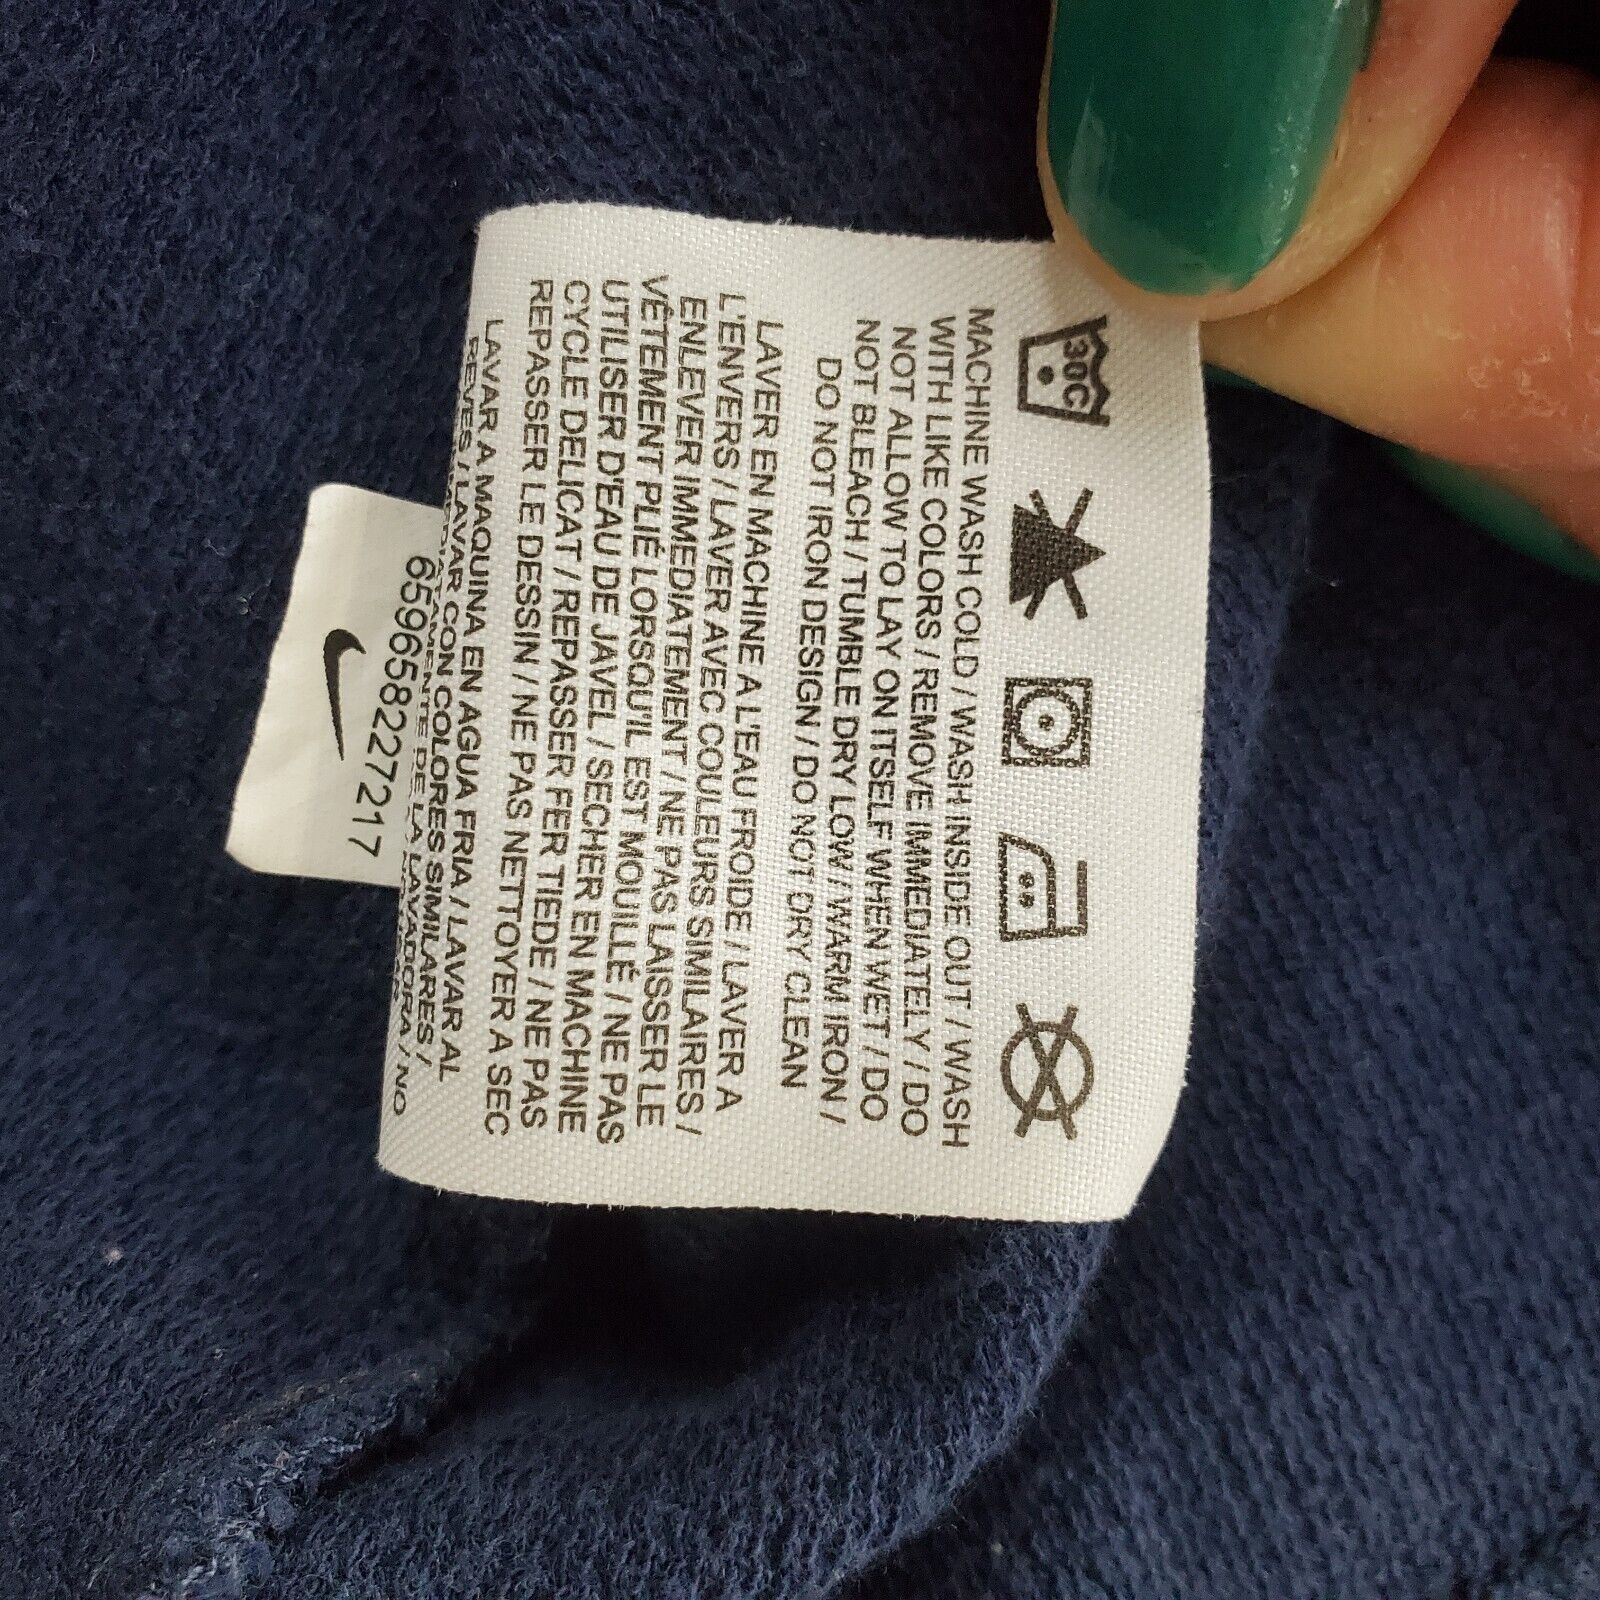 30C
MACHINE WASH COLD / WASH INSIDE OUT / WASH
WITH LIKE COLORS / REMOVE IMMEDIATELY / DO
NOT ALLOW TO LAY ON ITSELF WHEN WET / DO
NOT BLEACH / TUMBLE DRY LOW / WARM IRON /
DO NOT IRON DESIGN / DO NOT DRY CLEAN
LAVER EN MACHINE A L'EAU FROIDE / LAVER A
L'ENVERS / LAVER AVEC COULEURS SIMILAIRES /
ENLEVER IMMEDIATEMENT / NE PAS LAISSER LE
VÊTEMENT PLIÉ LORSQU'IL EST MOUILLÉ / NE PAS
UTILISER D'EAU DE JAVEL / SECHER EN MACHINE
CYCLE DELICAT / REPASSER FER TIEDE / NE PAS
REPASSER LE DESSIN / NE PAS NETTOYER A SEC
LAVAR A MAQUINA EN AGUA FRIA / LAVAR AL
REVES / LAVAR CON COLORES SIMILARES /
DE LA LAVADORA / NO
659658227217